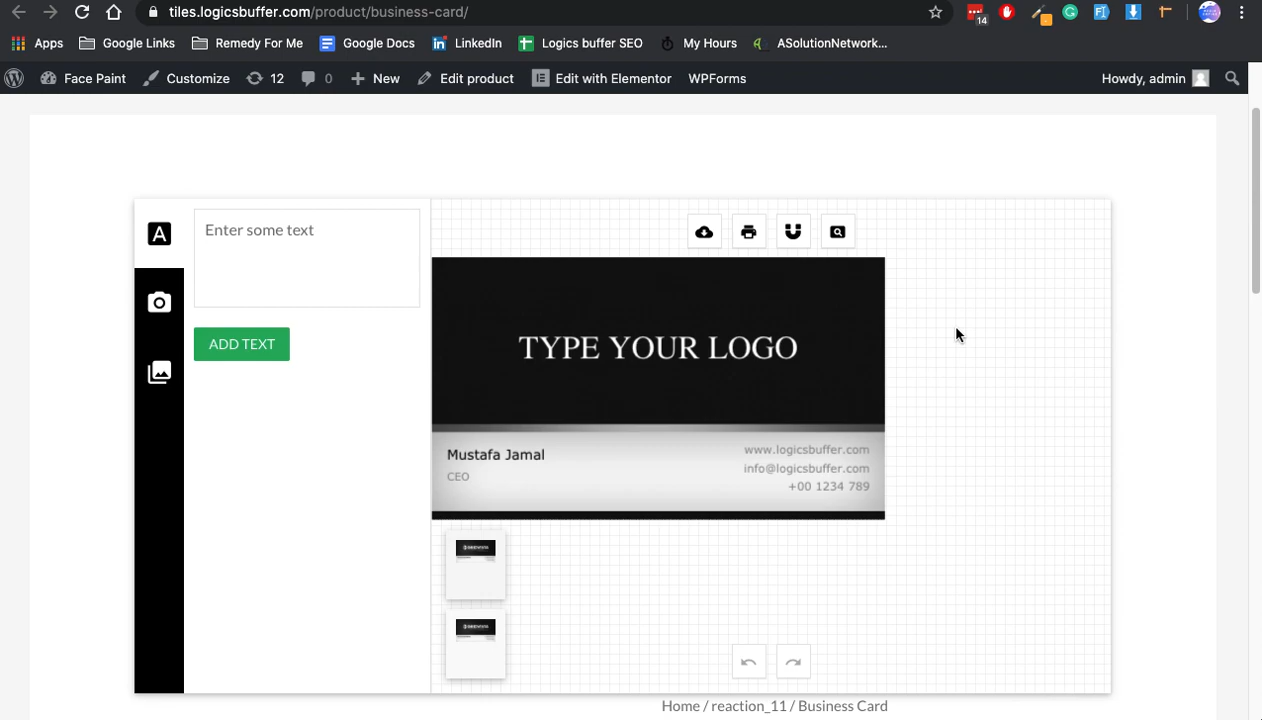 tiles.logicsbuffer.com/product/business-card/
14
Apps
Google Links
Remedy For Me
Google Docs
LinkedIn
Logics buffer SEO
My Hours
ASolutionNetwork...
Face Paint
Customize
12
0
New
Edit product
Edit with Elementor
WPForms
Howdy, admin
A
Enter some text
ADD TEXT
TYPE YOUR LOGO
Mustafa Jamal
CEO
www.logicsbuffer.com
info@logicsbuffer.com
+00 1234 789
Home / reaction_11 / Business Card